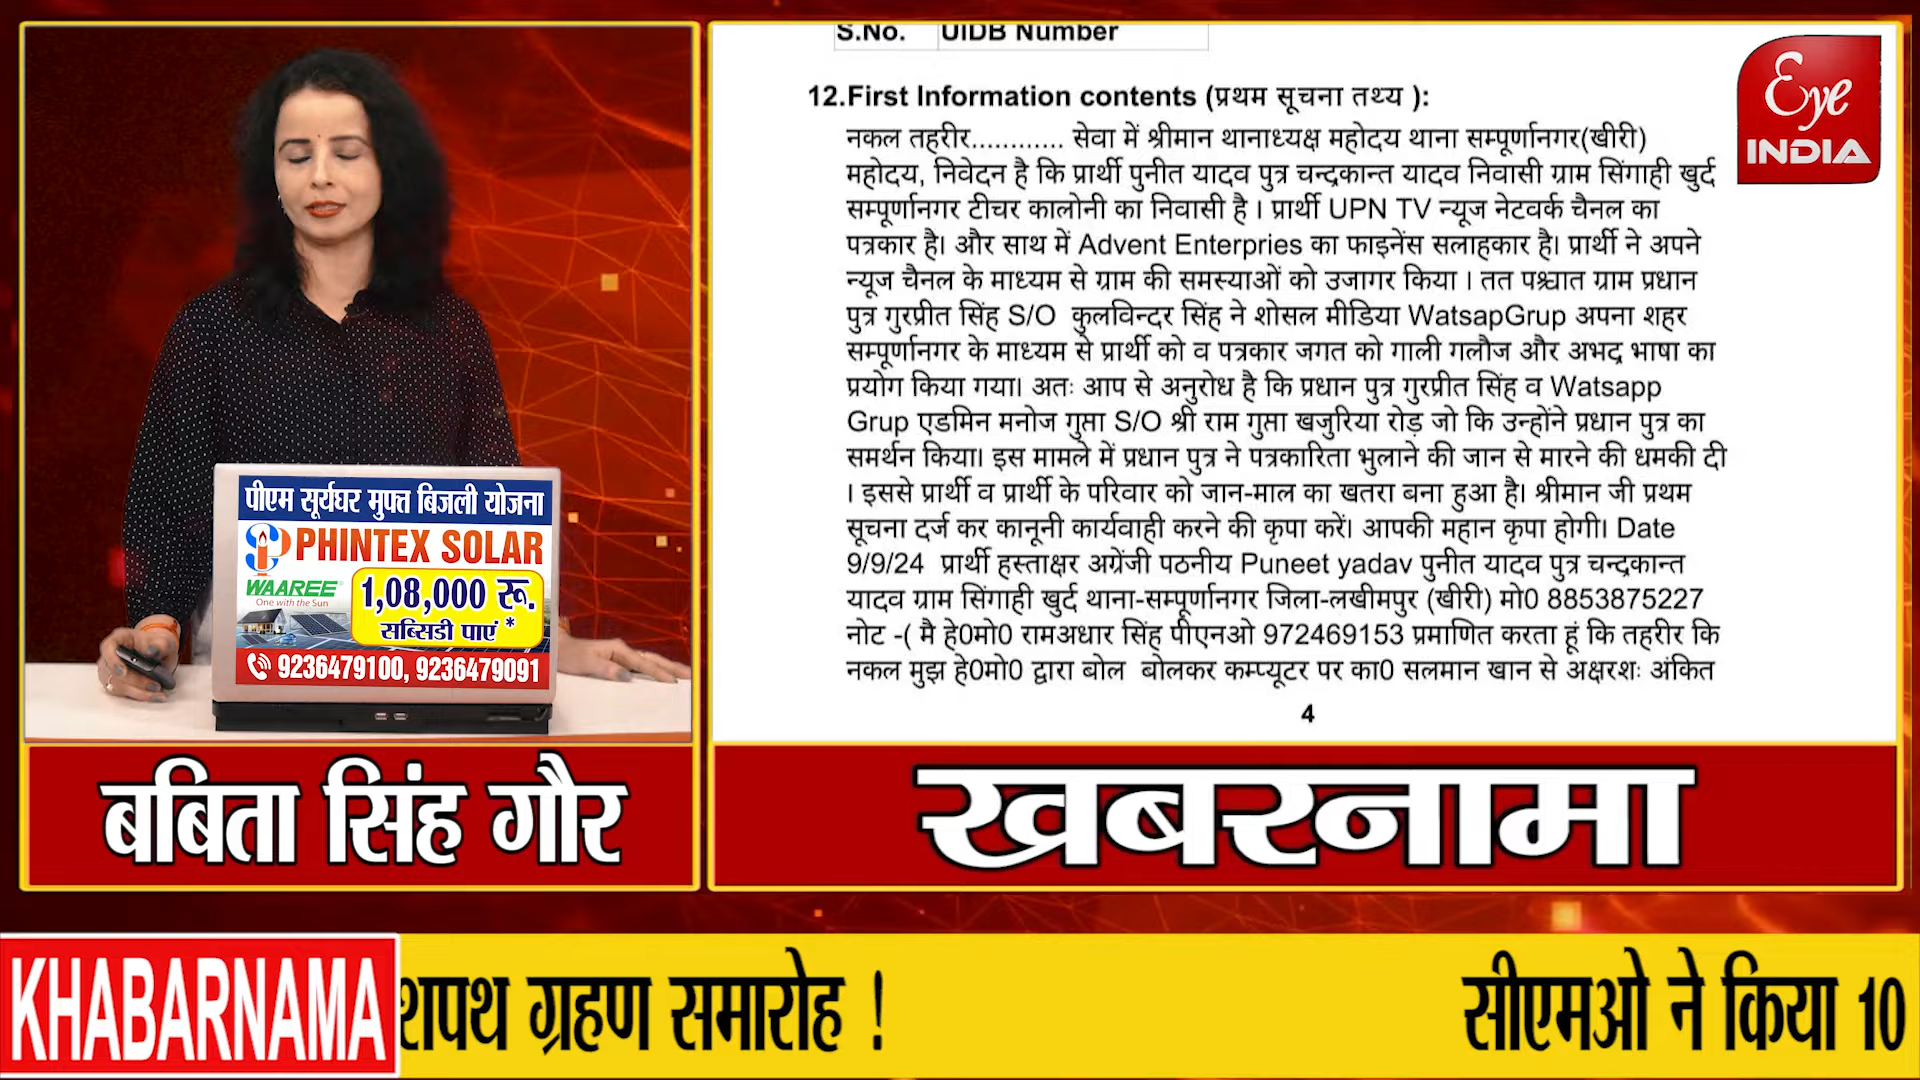 S.No. UIDB Number
12.First Information contents (प्रथम सूचना तथ्य ):
नकल तहरीर............ सेवा में श्रीमान थानाध्यक्ष महोदय थाना सम्पूर्णानगर(खीरी)
महोदय, निवेदन है कि प्रार्थी पुनीत यादव पुत्र चन्द्रकान्त यादव निवासी ग्राम सिंगाही खुर्द
सम्पूर्णानगर टीचर कालोनी का निवासी है । प्रार्थी UPN TV न्यूज नेटवर्क चैनल का
पत्रकार है। और साथ में Advent Enterpries का फाइनेंस सलाहकार है। प्रार्थी ने अपने
न्यूज चैनल के माध्यम से ग्राम की समस्याओं को उजागर किया । तत पश्चात ग्राम प्रधान
पुत्र गुरप्रीत सिंह S/O कुलविन्दर सिंह ने शोसल मीडिया WatsapGrup अपना शहर
सम्पूर्णानगर के माध्यम से प्रार्थी को व पत्रकार जगत को गाली गलौज और अभद्र भाषा का
प्रयोग किया गया। अतः आप से अनुरोध है कि प्रधान पुत्र गुरप्रीत सिंह व Watsapp
Grup एडमिन मनोज गुप्ता S/O श्री राम गुप्ता खजुरिया रोड़ जो कि उन्होंने प्रधान पुत्र का
समर्थन किया। इस मामले में प्रधान पुत्र ने पत्रकारिता भुलाने की जान से मारने की धमकी दी
। इससे प्रार्थी व प्रार्थी के परिवार को जान-माल का खतरा बना हुआ है। श्रीमान जी प्रथम
सूचना दर्ज कर कानूनी कार्यवाही करने की कृपा करें। आपकी महान कृपा होगी। Date
9/9/24 प्रार्थी हस्ताक्षर अग्रेंजी पठनीय Puneet yadav पुनीत यादव पुत्र चन्द्रकान्त
यादव ग्राम सिंगाही खुर्द थाना-सम्पूर्णानगर जिला-लखीमपुर (खीरी) मो0 8853875227
नोट -( मै हे0मो0 रामअधार सिंह पीएनओ 972469153 प्रमाणित करता हूं कि तहरीर कि
नकल मुझ हे0मो0 द्वारा बोल बोलकर कम्प्यूटर पर का0 सलमान खान से अक्षरशः अंकित
4
Eye
INDIA
पीएम सूर्यघर मुफ्त बिजली योजना
PHINTEX SOLAR
WAAREE
One with the Sun
1,08,000 रू.
सब्सिडी पाएं *
9236479100, 9236479091
बबिता सिंह गौर
खबरनामा
KHABARNAMA
शपथ ग्रहण समारोह !
सीएमओ ने किया 10